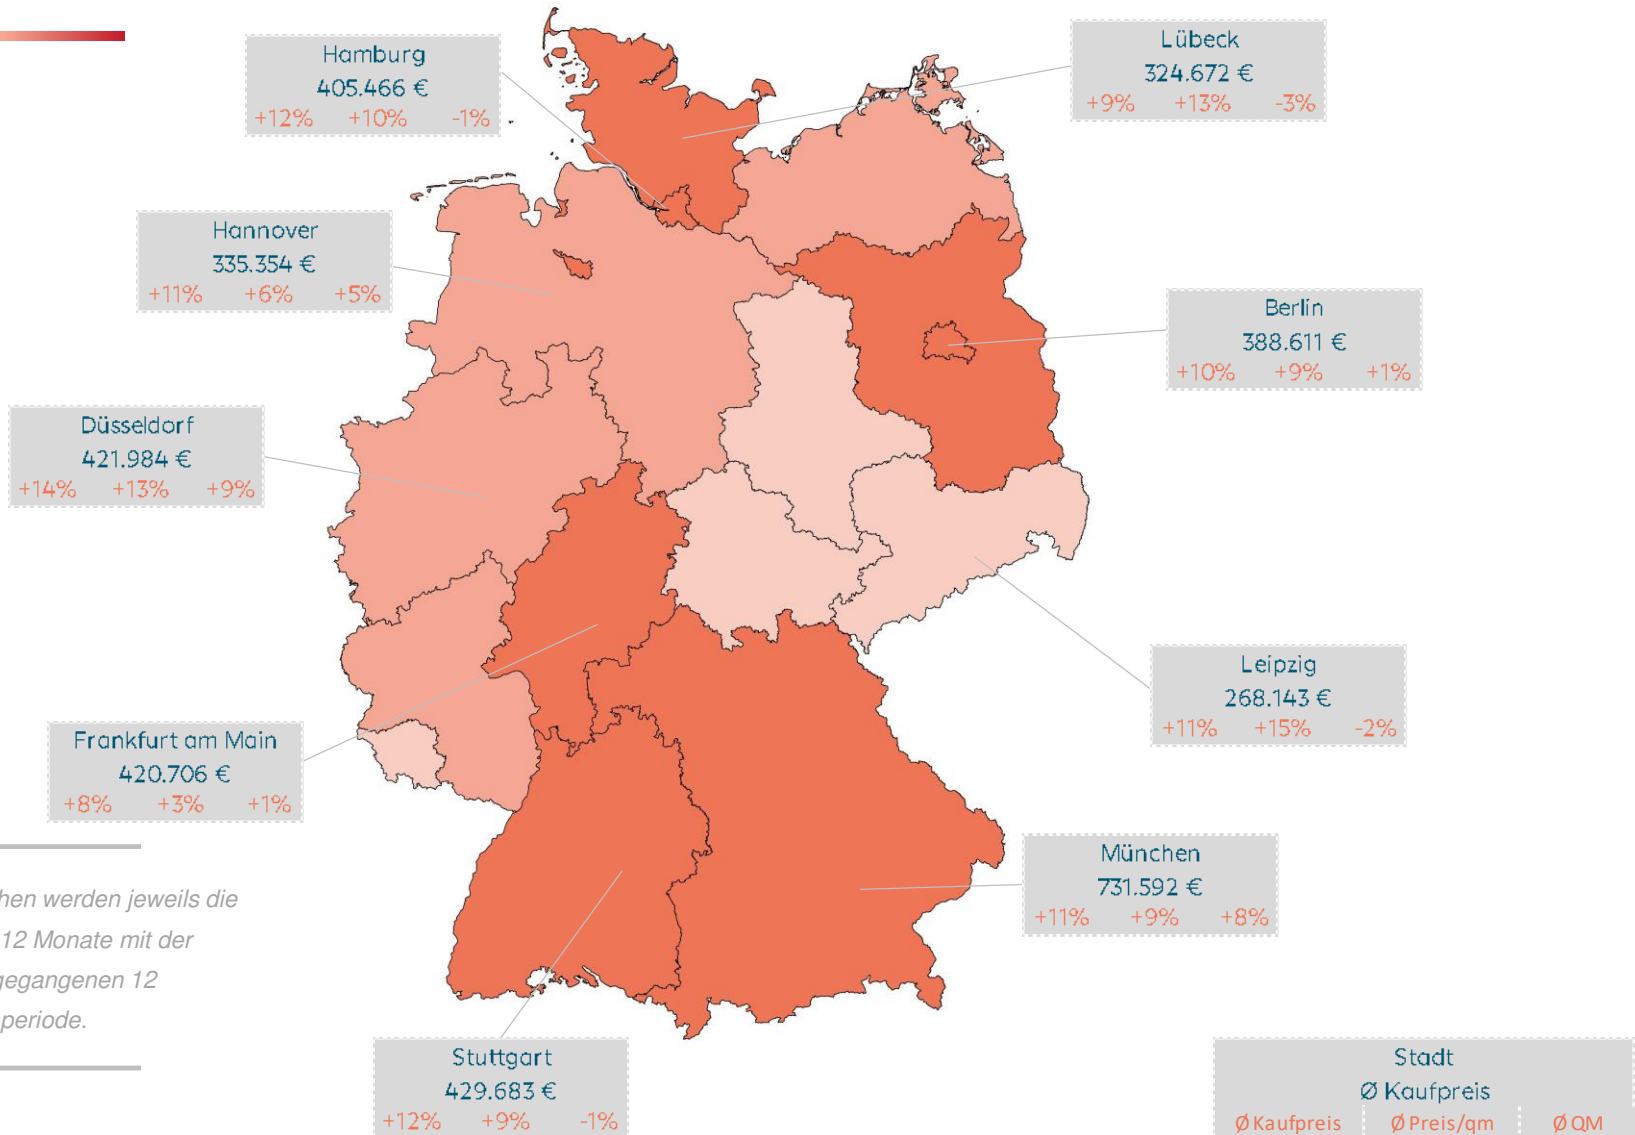 Hamburg
405.466 €
+12% +10% -1%
Lübeck
324.672 €
+9% +13% -3%
Hannover
335.354 €
+11% +6% +5%
Berlin
388.611 €
+10% +9% +1%
Düsseldorf
421.984 €
+14% +13% +9%
Leipzig
268.143 €
+11% +15% -2%
Frankfurt am Main
420.706 €
+8% +3% +1%
München
731.592 €
+11% +9% +8%
hen werden jeweils die
12 Monate mit der
gegangenen 12
periode.
Stuttgart
429.683 €
+12% +9% -1%
Stadt
Ø Kaufpreis
Ø Kaufpreis Ø Preis/qm Ø QM